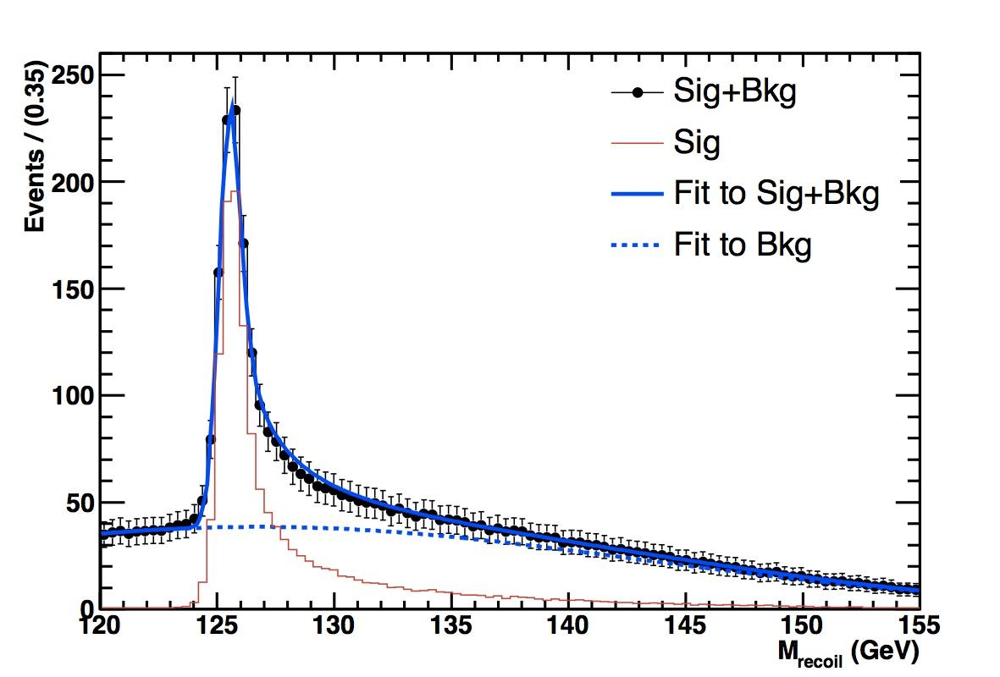 Events / (0.35)
250
200
150
100
50
0
Sig+Bkg
Sig
Fit to Sig+Bkg
Fit to Bkg
120 125 130 135 140 145 150 155
Mrecoil (GeV)